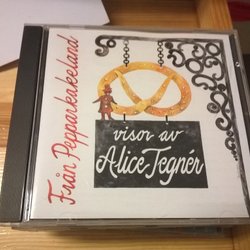 Från Pepparkakeland
visor av
Alice Tegnér